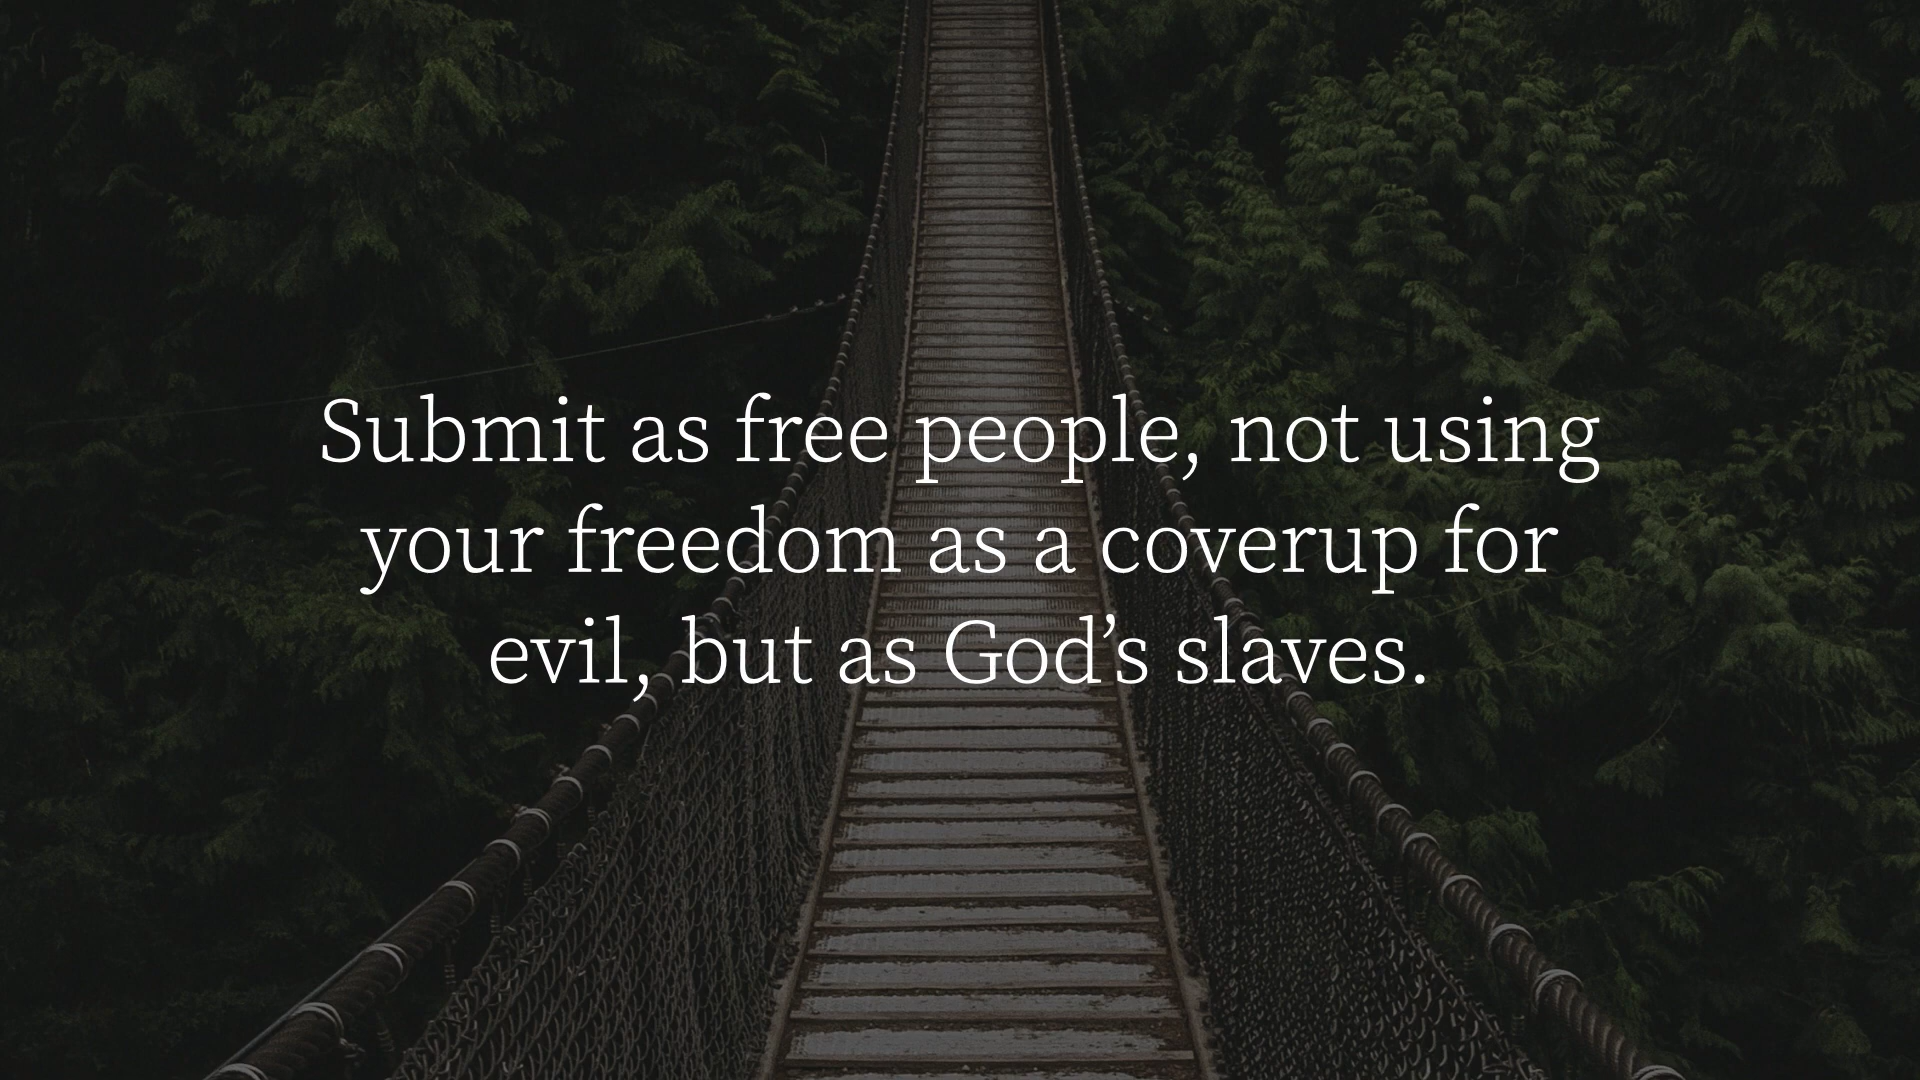 Submit as free people, not using
your freedom as a coverup for
evil, but as God’s slaves.